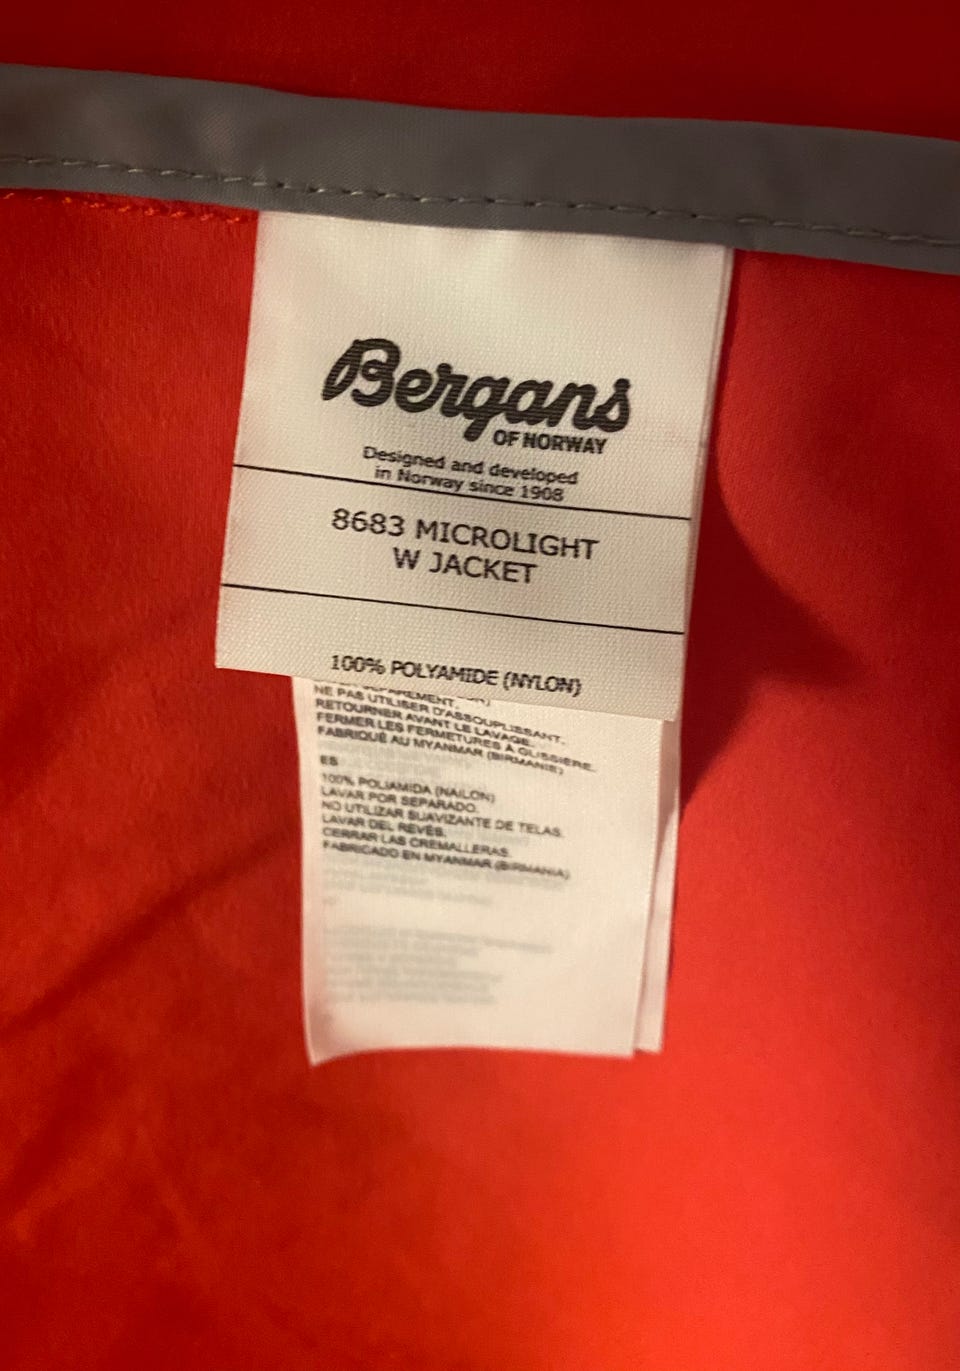 Bergans
OF NORWAY
Designed and developed
in Norway since 1908
8683 MICROLIGHT
W JACKET
100% POLYAMIDE (NYLON)
NE PAS UTILISER D'ASSOUPLISSANT.
RETOURNER AVANT LE LAVAGE.
FERMER LES FERMETURES À GLISSIÈRE.
FABRIQUÉ AU MYANMAR (BIRMANIE)
ES
100% POLIAMIDA (NAILON)
LAVAR POR SEPARADO.
NO UTILIZAR SUAVIZANTE DE TELAS.
LAVAR DEL REVÉS.
CERRAR LAS CREMALLERAS.
FABRICADO EN MYANMAR (BIRMANIA)